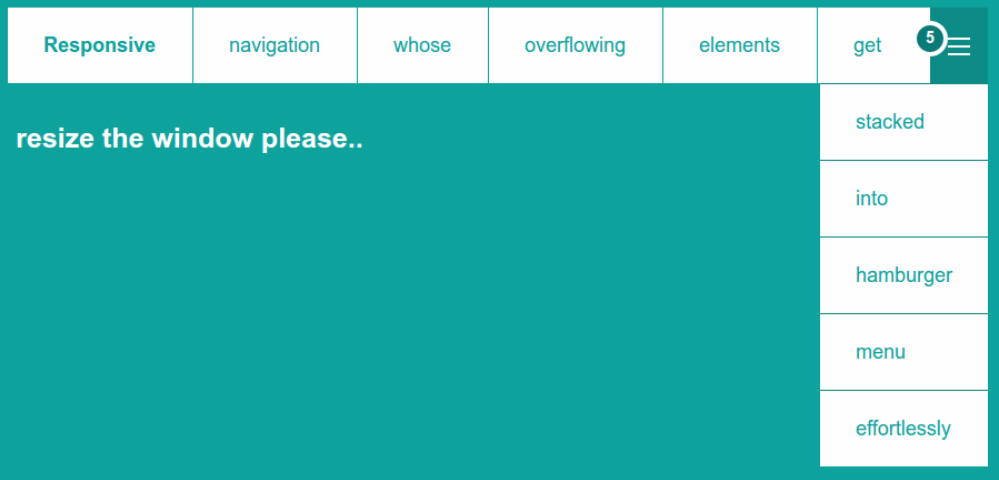 Responsive navigation whose overflowing elements get 5
stacked
resize the window please..
into
hamburger
menu
effortlessly